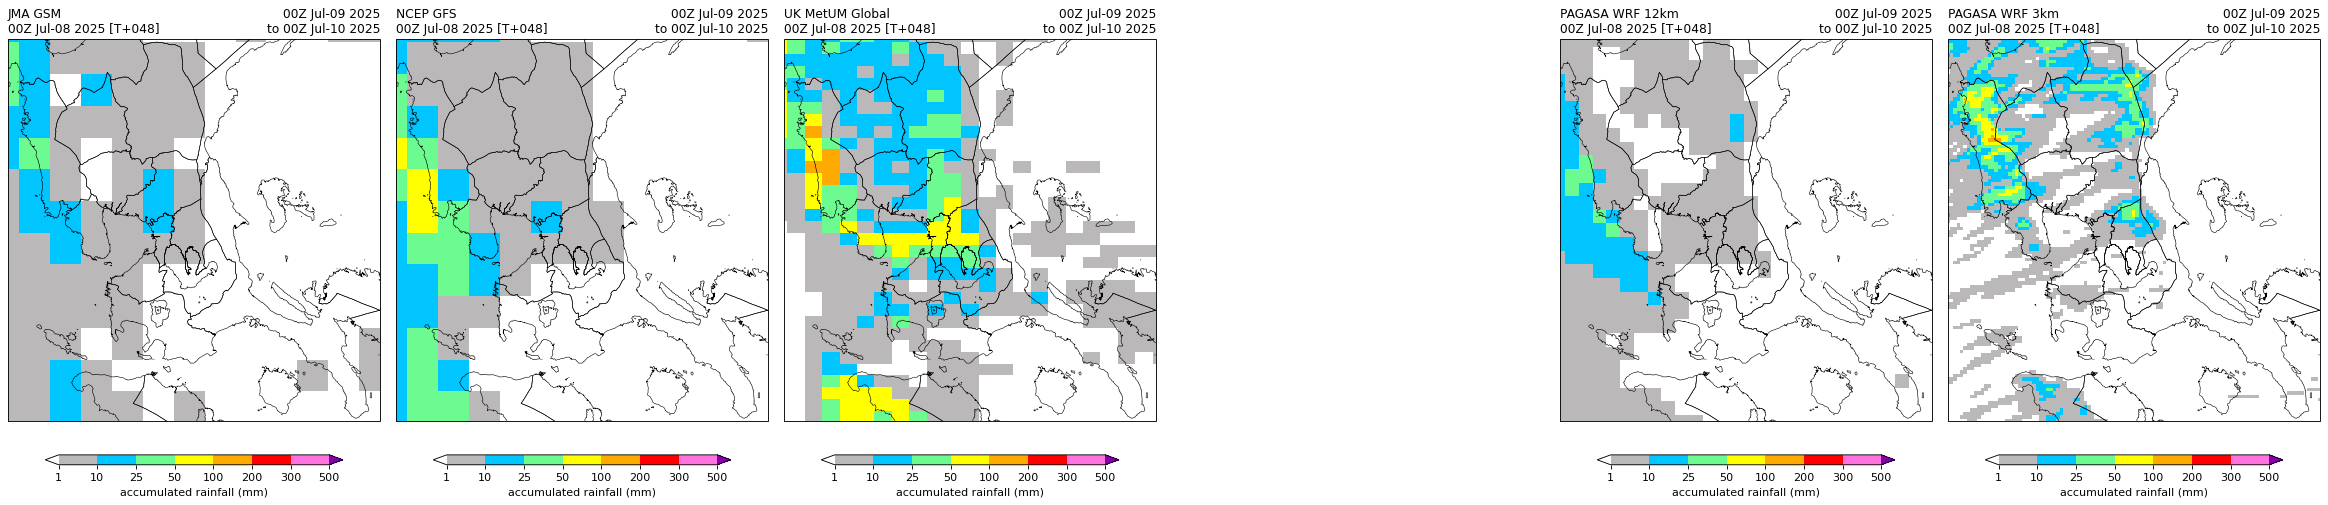 JMA GSM 00Z Jul-09 2025
00Z Jul-08 2025 [T+048] to 00Z Jul-10 2025
1 10 25 50 100 200 300 500
accumulated rainfall (mm)
NCEP GFS 00Z Jul-09 2025
00Z Jul-08 2025 [T+048] to 00Z Jul-10 2025
1 10 25 50 100 200 300 500
accumulated rainfall (mm)
UK MetUM Global 00Z Jul-09 2025
00Z Jul-08 2025 [T+048] to 00Z Jul-10 2025
1 10 25 50 100 200 300 500
accumulated rainfall (mm)
PAGASA WRF 12km 00Z Jul-09 2025
00Z Jul-08 2025 [T+048] to 00Z Jul-10 2025
1 10 25 50 100 200 300 500
accumulated rainfall (mm)
PAGASA WRF 3km 00Z Jul-09 2025
00Z Jul-08 2025 [T+048] to 00Z Jul-10 2025
1 10 25 50 100 200 300 500
accumulated rainfall (mm)